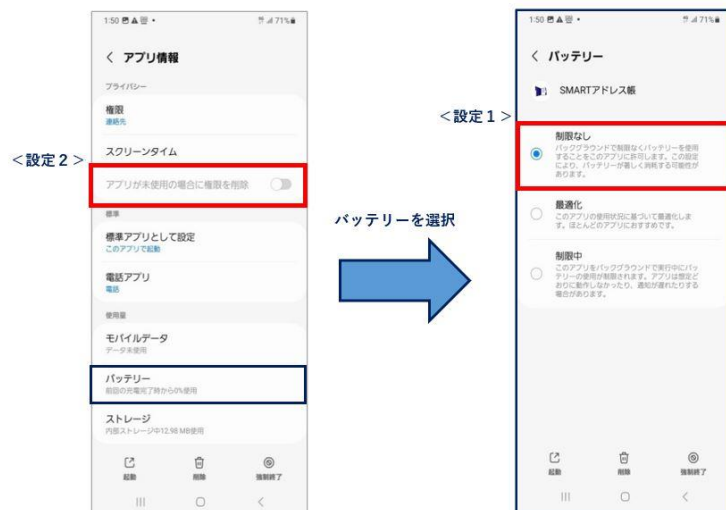 1:50
71%
アプリ情報
プライバシー
権限
連絡先
スクリーンタイム
<設定2>
アプリが未使用の場合に権限を削除
標準
標準アプリとして設定
このアプリで起動
電話アプリ
電話
使用量
モバイルデータ
データ未使用
バッテリー
前回の充電完了時から0%使用
ストレージ
内部ストレージ中12.98 MB使用
起動
削除
強制終了
バッテリーを選択
1:50
71%
バッテリー
SMARTアドレス帳
<設定1>
制限なし
バックグラウンドで制限なくバッテリーを使用
することをこのアプリに許可します。この設定
により、バッテリーが著しく消耗する可能性が
あります。
最適化
このアプリの使用状況に基づいて最適化しま
す。ほとんどのアプリにおすすめです。
制限中
このアプリをバックグラウンドで実行中にバッ
テリーの使用が制限されます。アプリは想定ど
おりに動作しなかったり、通知が遅れたりする
場合があります。
起動
削除
強制終了